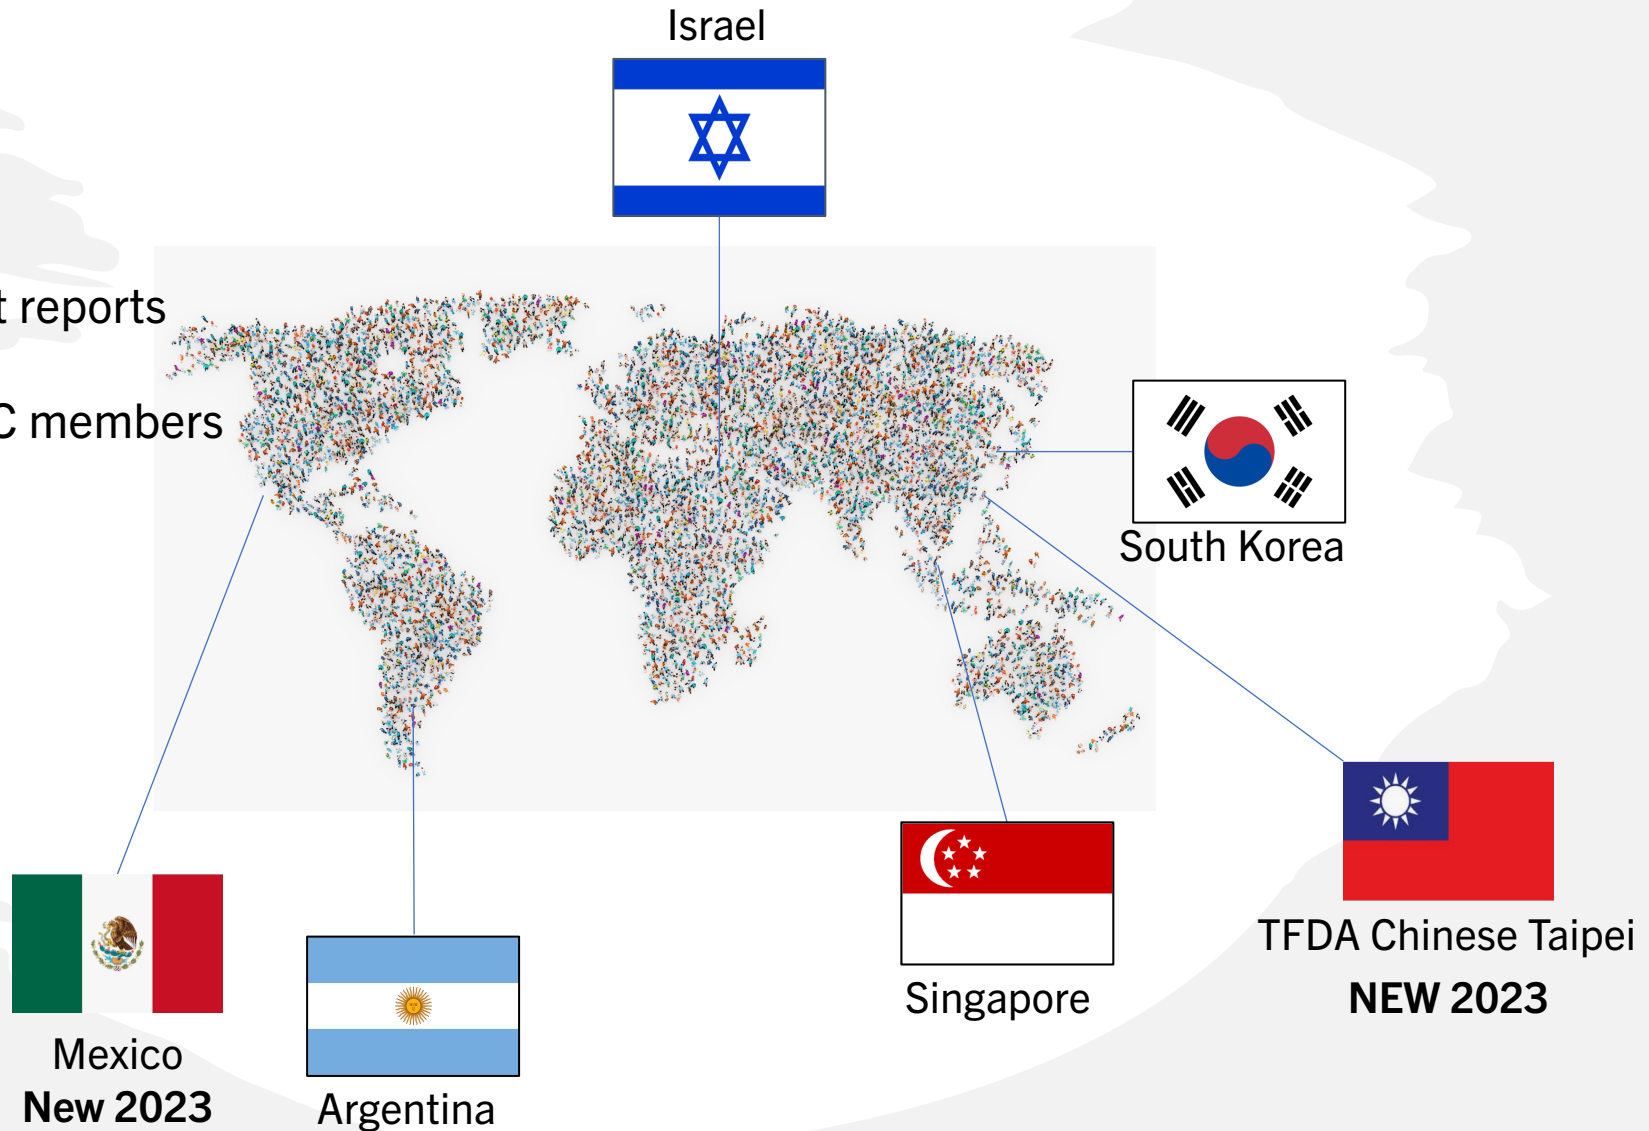 Israel
reports
members
South Korea
TFDA Chinese Taipei
NEW 2023
Singapore
Mexico
New 2023
Argentina